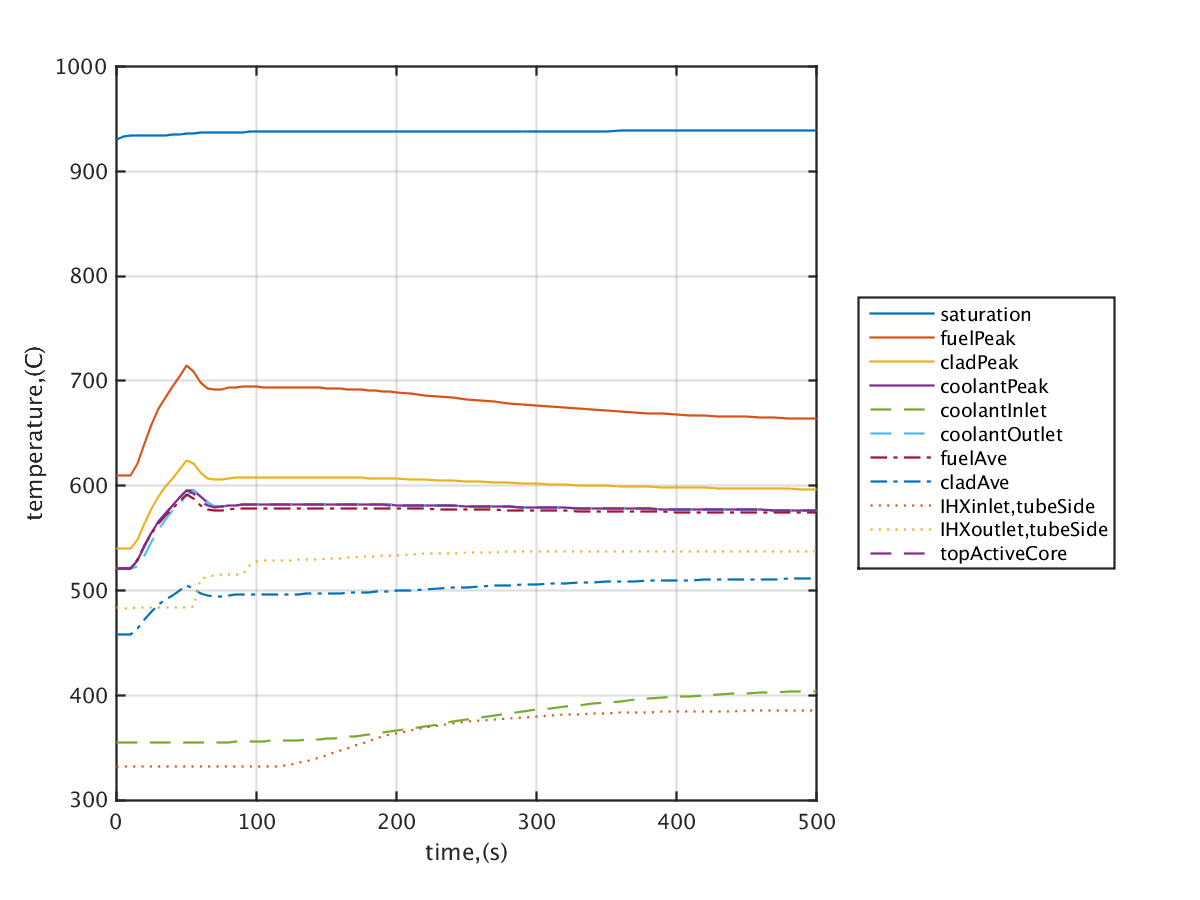 1000
900
800
700
600
500
400
300
temperature,(C)
0 100 200 300 400 500
time,(s)
saturation
fuelPeak
cladPeak
coolantPeak
coolantInlet
coolantOutlet
fuelAve
cladAve
IHXinlet,tubeSide
IHXoutlet,tubeSide
topActiveCore